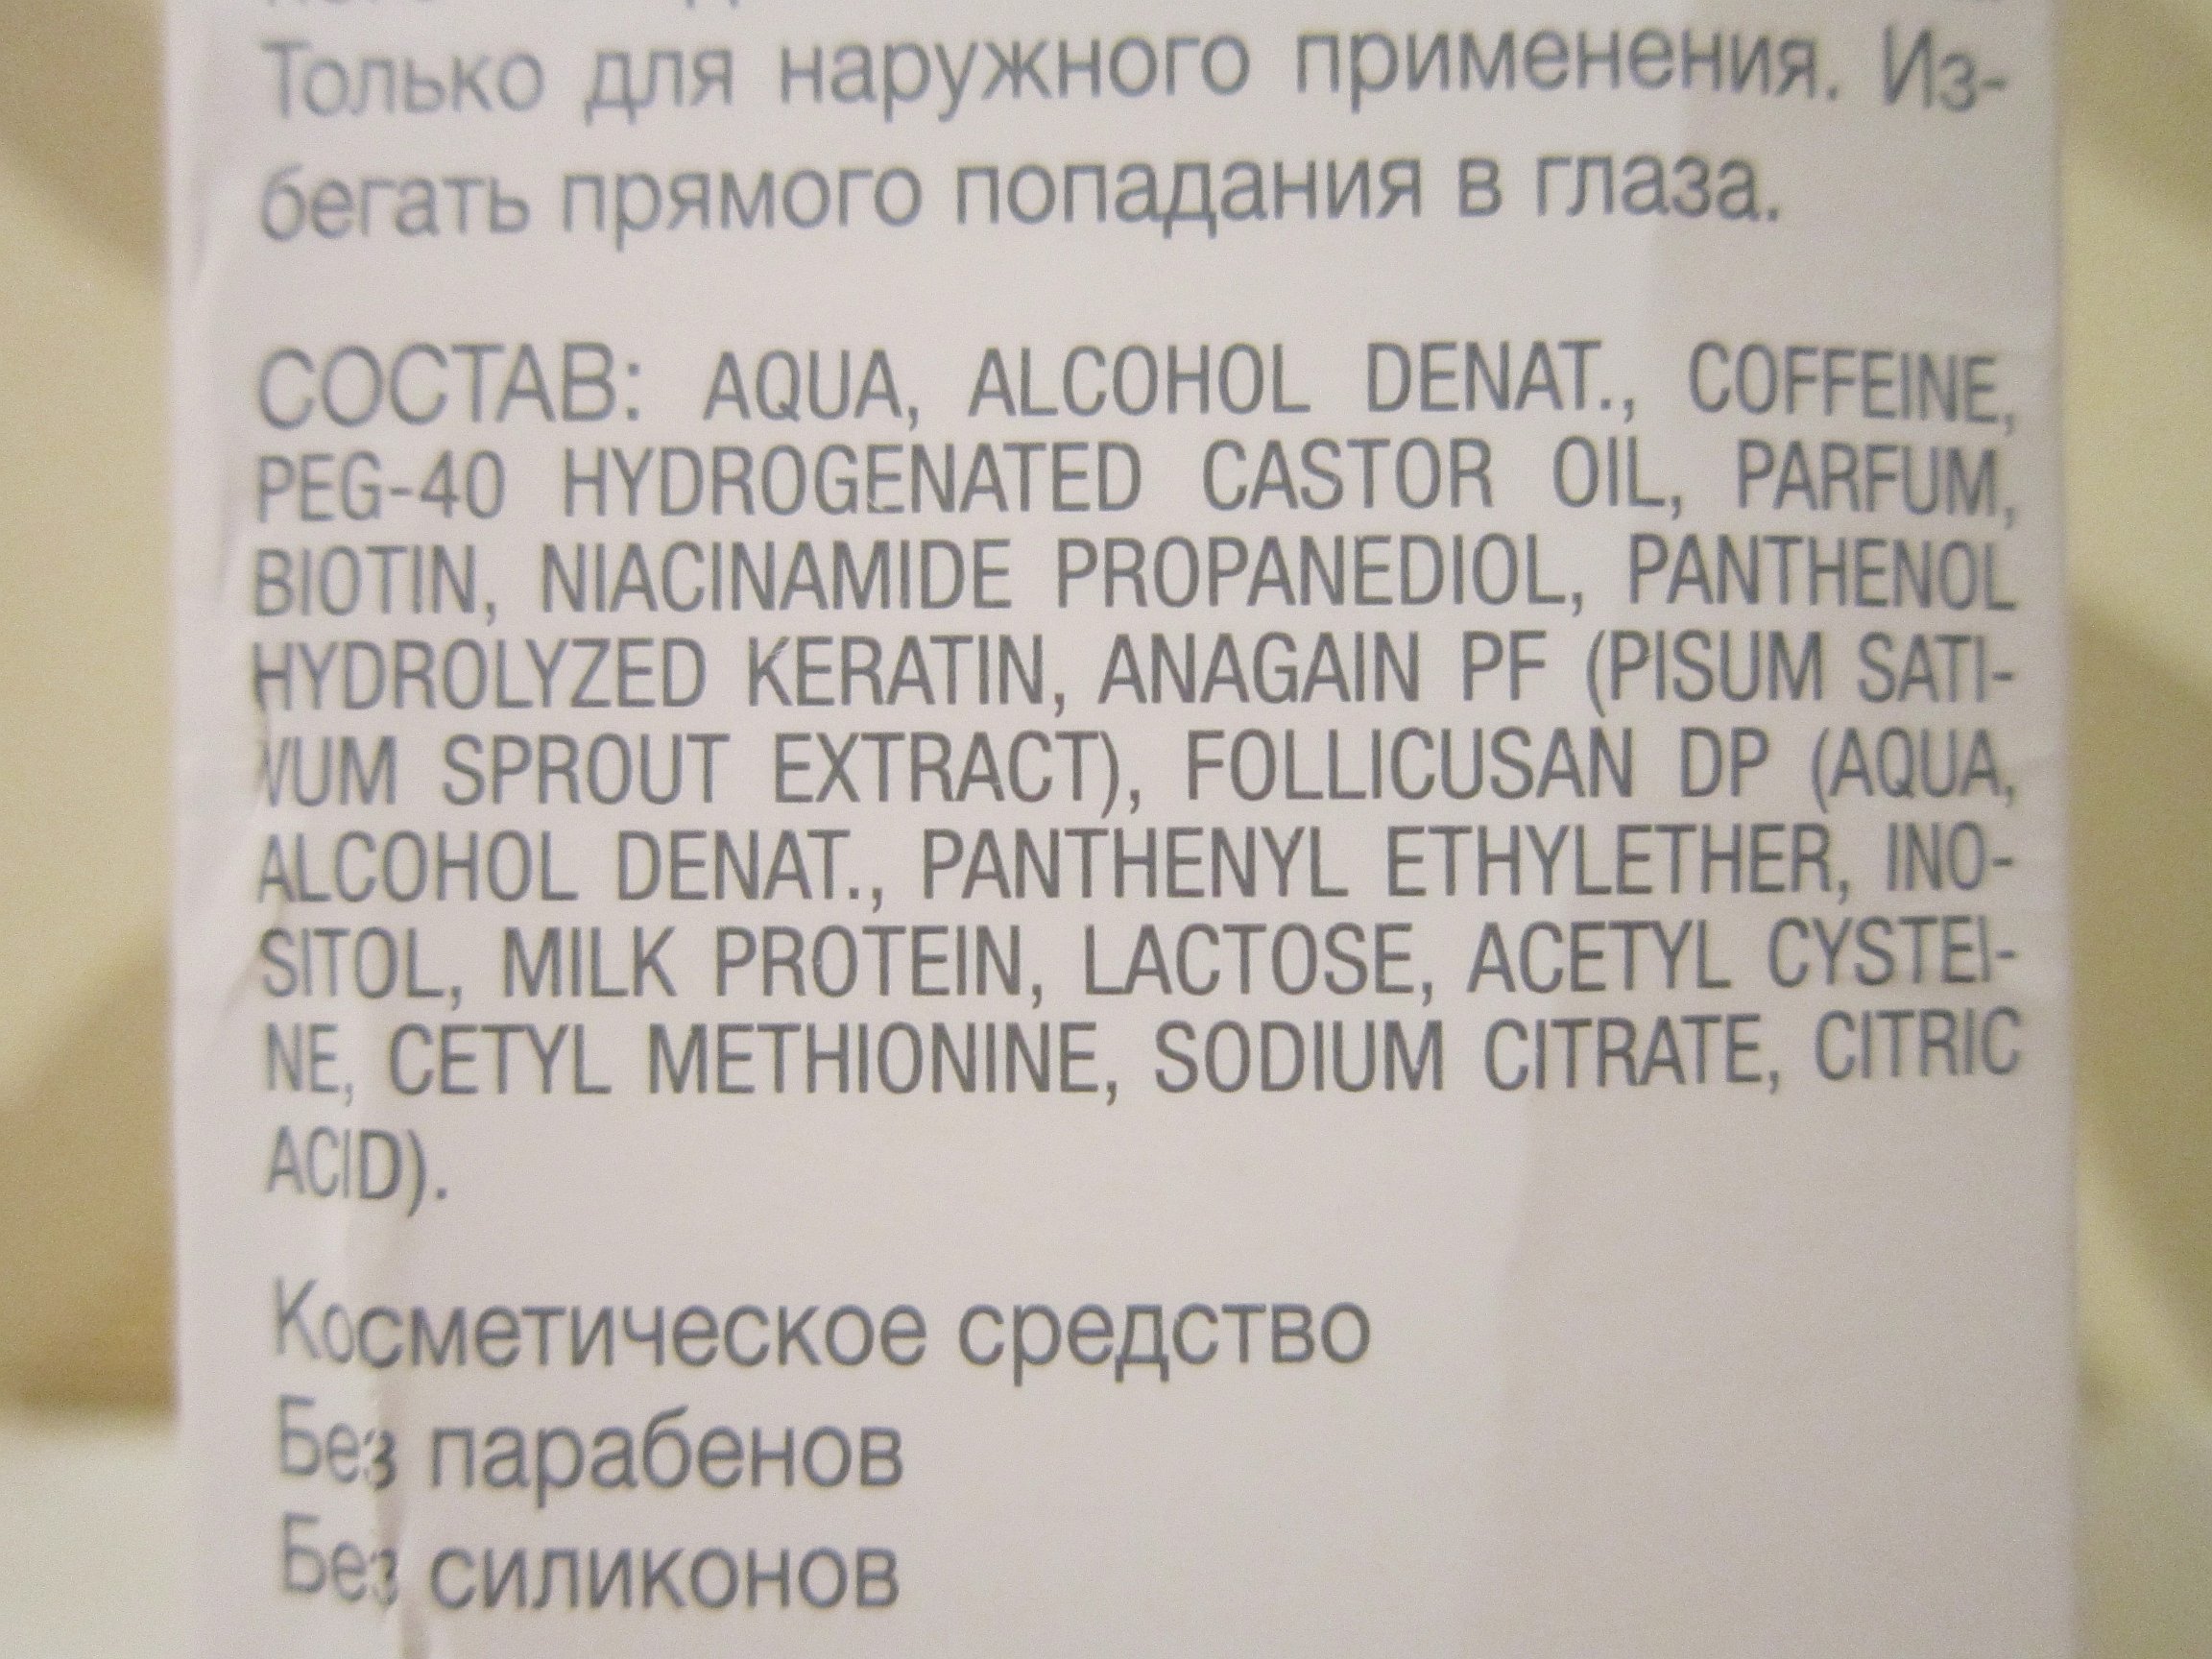 Только для наружного применения. Из-
бегать прямого попадания в глаза.
СОСТАВ: AQUA, ALCOHOL DENAT., COFFEINE,
PEG-40 HYDROGENATED CASTOR OIL, PARFUM,
BIOTIN, NIACINAMIDE PROPANEDIOL, PANTHENOL
HYDROLYZED KERATIN, ANAGAIN PF (PISUM SATI-
VUM SPROUT EXTRACT), FOLLICUSAN DP (AQUA,
ALCOHOL DENAT., PANTHENYL ETHYLETHER, INO-
SITOL, MILK PROTEIN, LACTOSE, ACETYL CYSTEI-
NE, CETYL METHIONINE, SODIUM CITRATE, CITRIC
ACID).
Косметическое средство
Без парабенов
Без силиконов